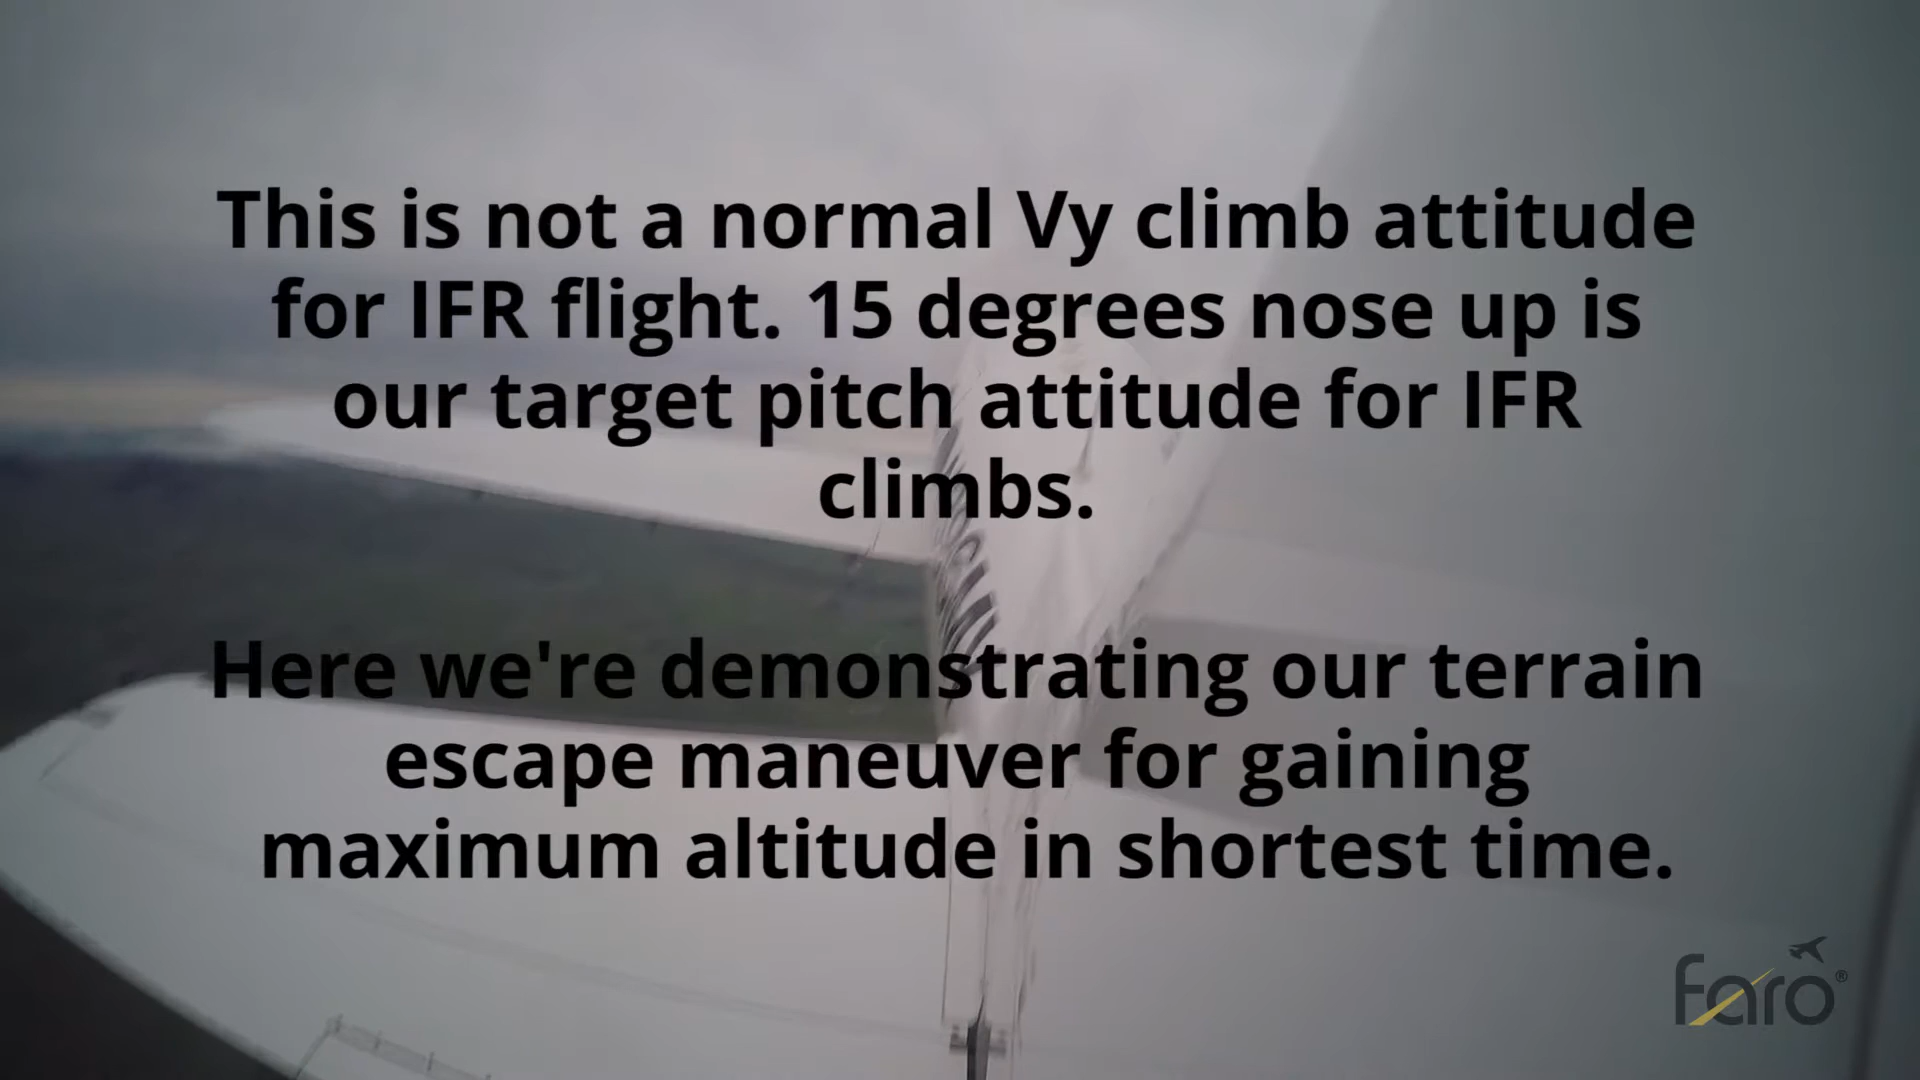 This is not a normal Vy climb attitude
for IFR flight. 15 degrees nose up is
our target pitch attitude for IFR
climbs.
Here we're demonstrating our terrain
escape maneuver for gaining
maximum altitude in shortest time.
faro®